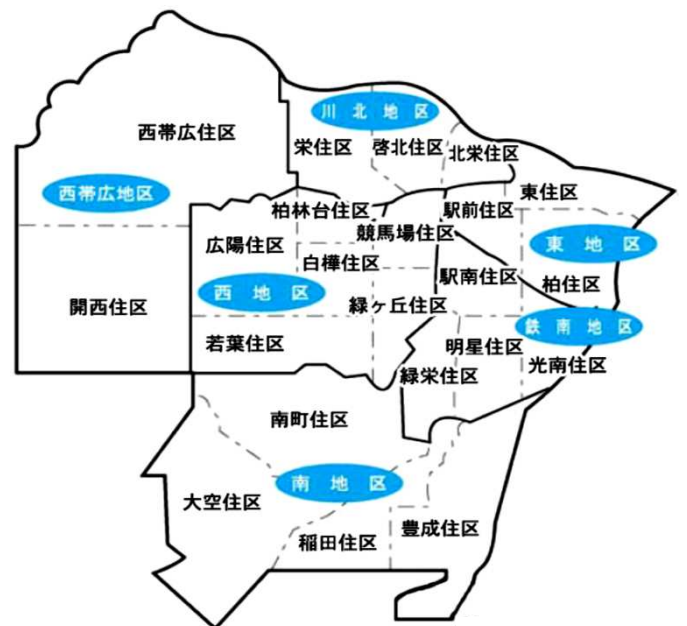 川北地区
西帯広住区
栄住区
啓北住区
北栄住区
西帯広地区
東住区
柏林台住区
駅前住区
広陽住区
競馬場住区
東地区
白樺住区
駅南住区
柏住区
西地区
開西住区
緑ヶ丘住区
鉄南地区
若葉住区
明星住区
光南住区
緑栄住区
南町住区
南地区
大空住区
豊成住区
稲田住区